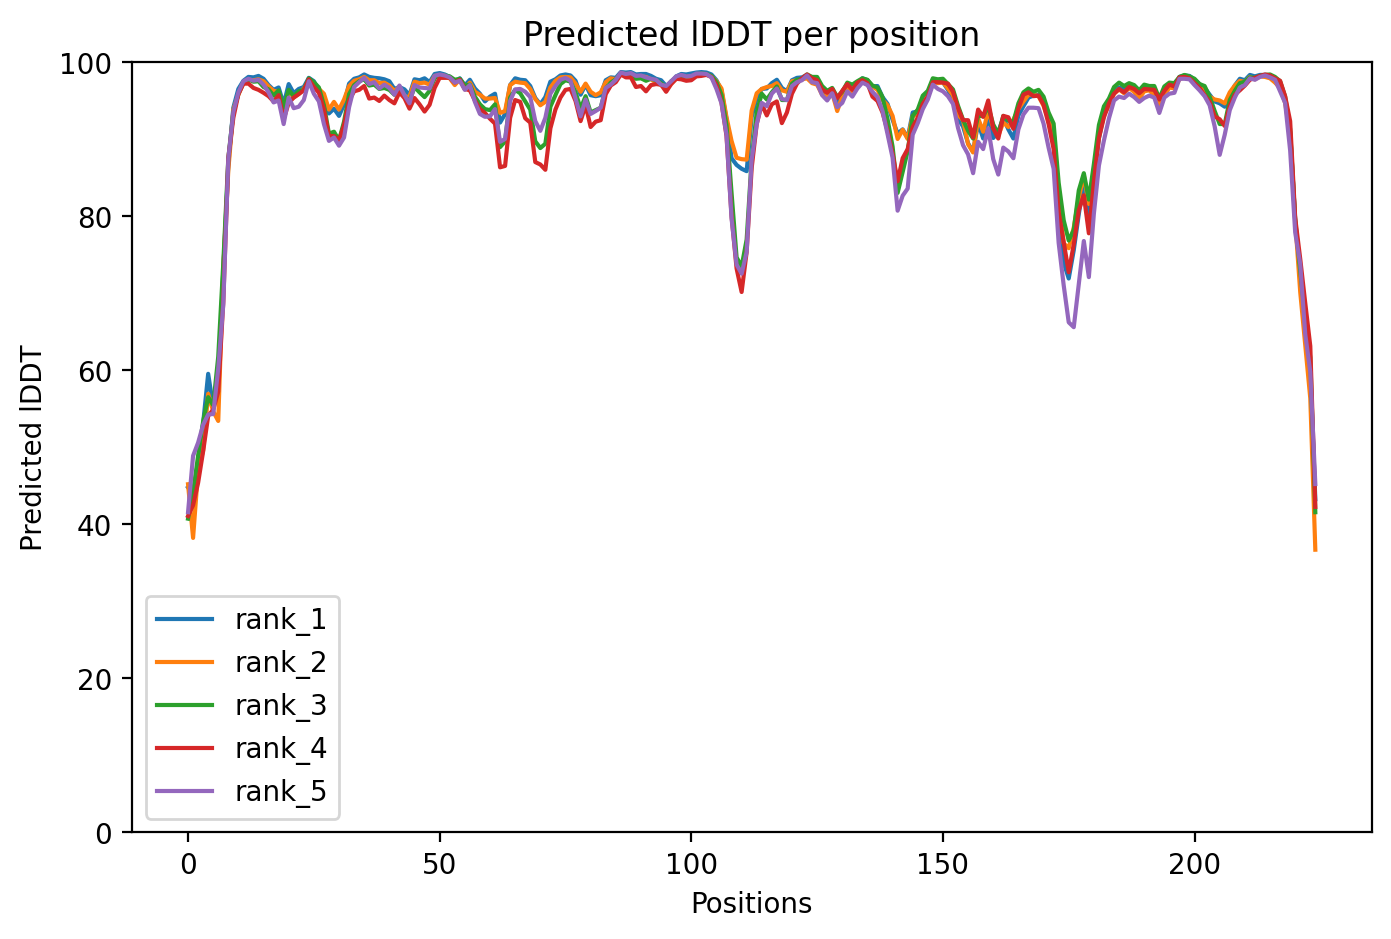 Predicted lDDT per position
100
80
60
40
20
0
Predicted lDDT
rank_1
rank_2
rank_3
rank_4
rank_5
0 50 100 150 200
Positions